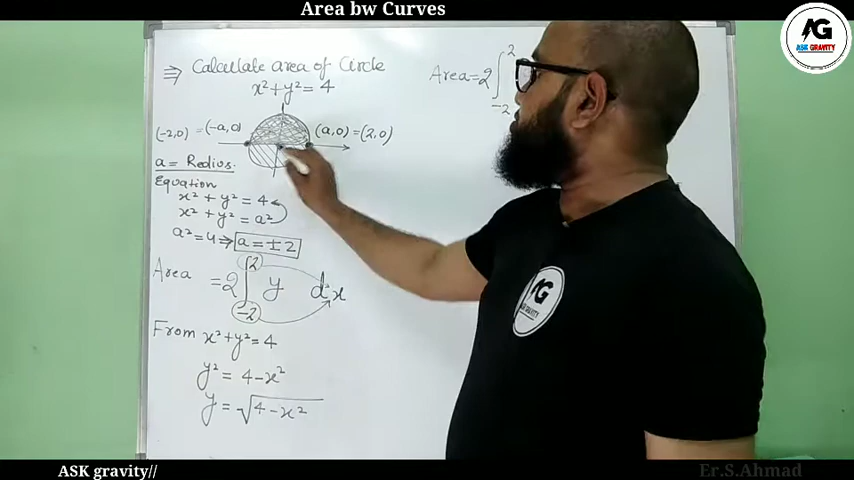 Area bw Curves
AG
ASK GRAVITY
⇒ Calculate area of Circle
x²+y²=4
(-2,0) = (-a,0)
(a,0) = (2,0)
a = Radius.
Equation
x² + y² = 4
x² + y² = a²
a² = 4 ⇒ a = ±2
Area = 2 ∫_{-2}^{2} y dx
From x²+y²=4
y² = 4-x²
y = √4-x²
Area = 2 ∫_{-2}^{2}
AG
ASK gravity//
Er.S.Ahmad